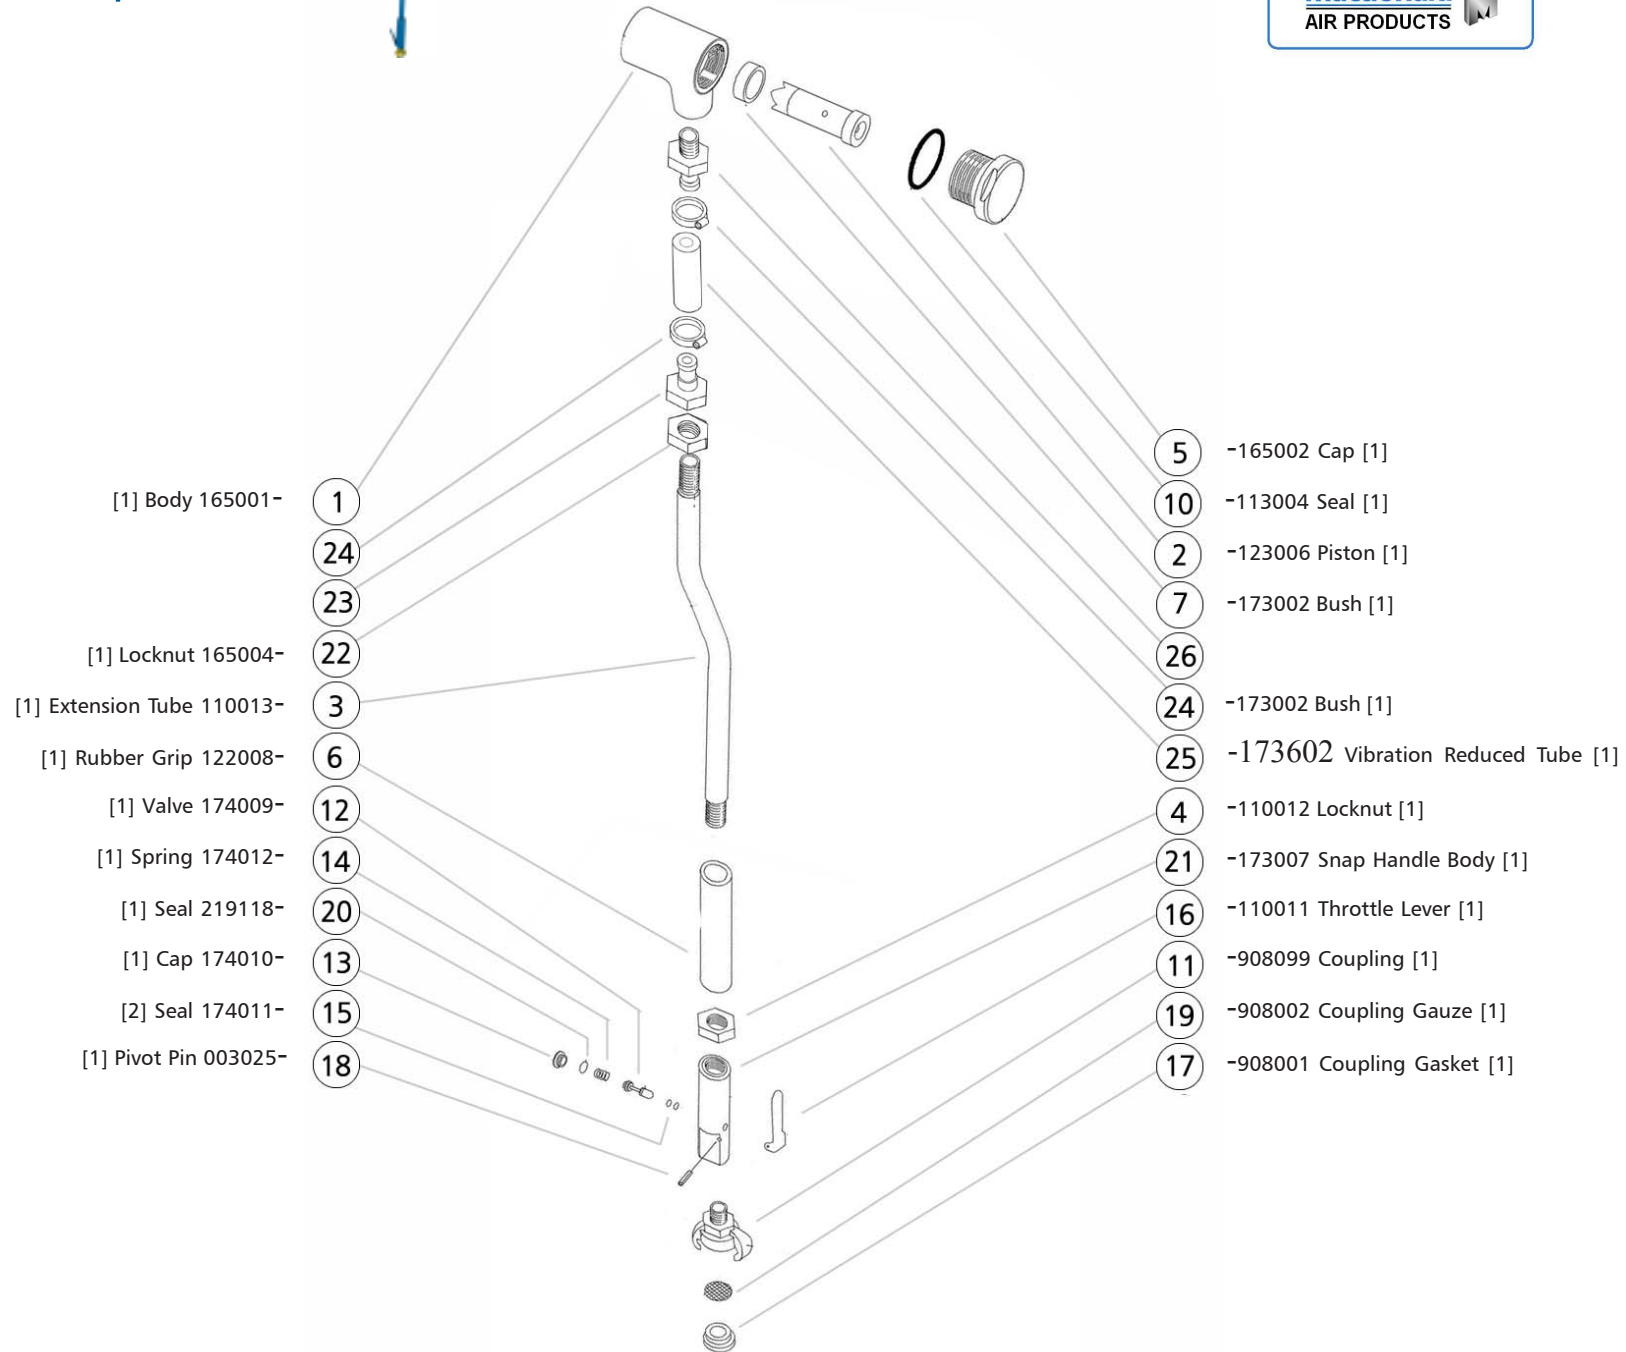 AIR PRODUCTS
[1] Body 165001- 1
24
23
[1] Locknut 165004- 22
[1] Extension Tube 110013- 3
[1] Rubber Grip 122008- 6
[1] Valve 174009- 12
[1] Spring 174012- 14
[1] Seal 219118- 20
[1] Cap 174010- 13
[2] Seal 174011- 15
[1] Pivot Pin 003025- 18
5 -165002 Cap [1]
10 -113004 Seal [1]
2 -123006 Piston [1]
7 -173002 Bush [1]
26
24 -173002 Bush [1]
25 -173602 Vibration Reduced Tube [1]
4 -110012 Locknut [1]
21 -173007 Snap Handle Body [1]
16 -110011 Throttle Lever [1]
11 -908099 Coupling [1]
19 -908002 Coupling Gauze [1]
17 -908001 Coupling Gasket [1]